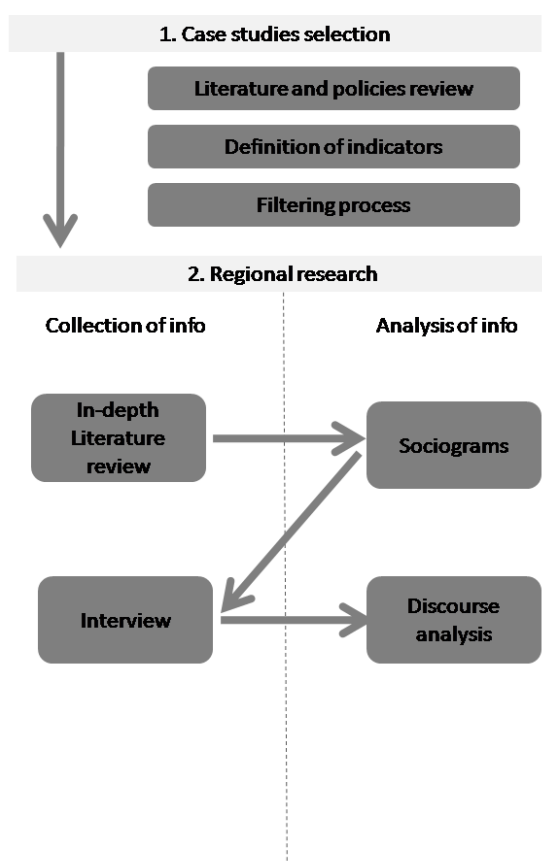 1. Case studies selection
Literature and policies review
Definition of indicators
Filtering process
2. Regional research
Collection of info
Analysis of info
In-depth
Literature
review
Sociograms
Interview
Discourse
analysis